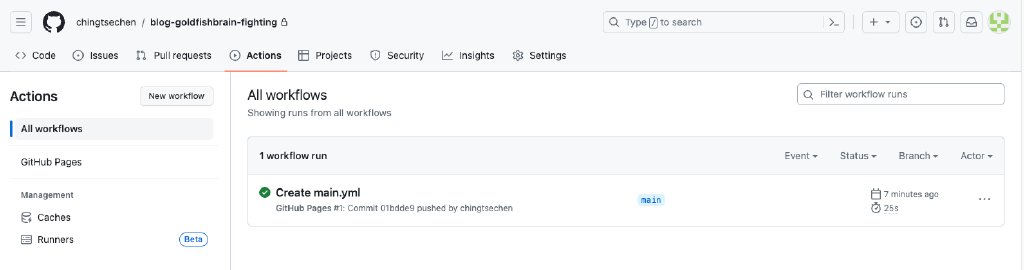 chingtsechen / blog-goldfishbrain-fighting
Type / to search
Code
Issues
Pull requests
Actions
Projects
Security
Insights
Settings
Actions
New workflow
All workflows
GitHub Pages
Management
Caches
Runners
Beta
All workflows
Showing runs from all workflows
Filter workflow runs
1 workflow run
Event
Status
Branch
Actor
Create main.yml
GitHub Pages #1: Commit 01bdde9 pushed by chingtsechen
main
7 minutes ago
25s